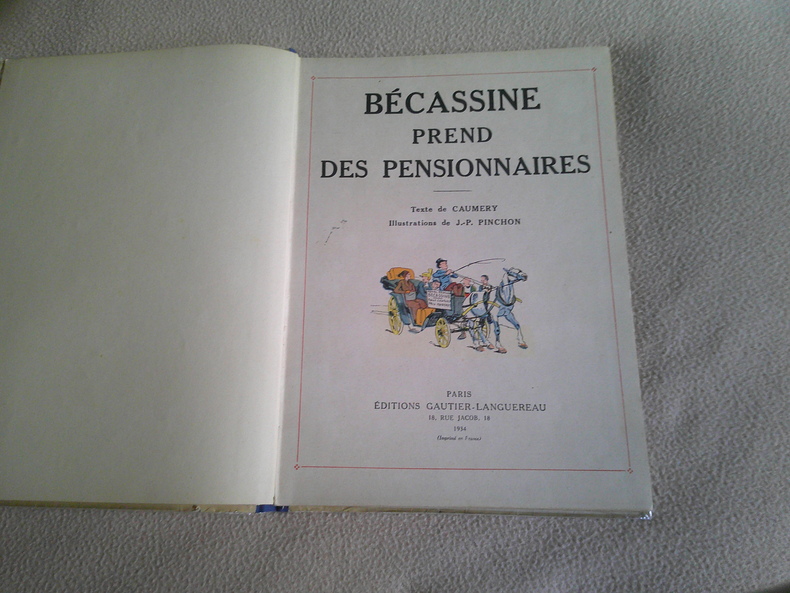 BÉCASSINE
PREND
DES PENSIONNAIRES
Texte de CAUMERY
Illustrations de J.-P. PINCHON
PARIS
ÉDITIONS GAUTIER-LANGUEREAU
18, RUE JACOB, 18
1934
(Imprimé en France)